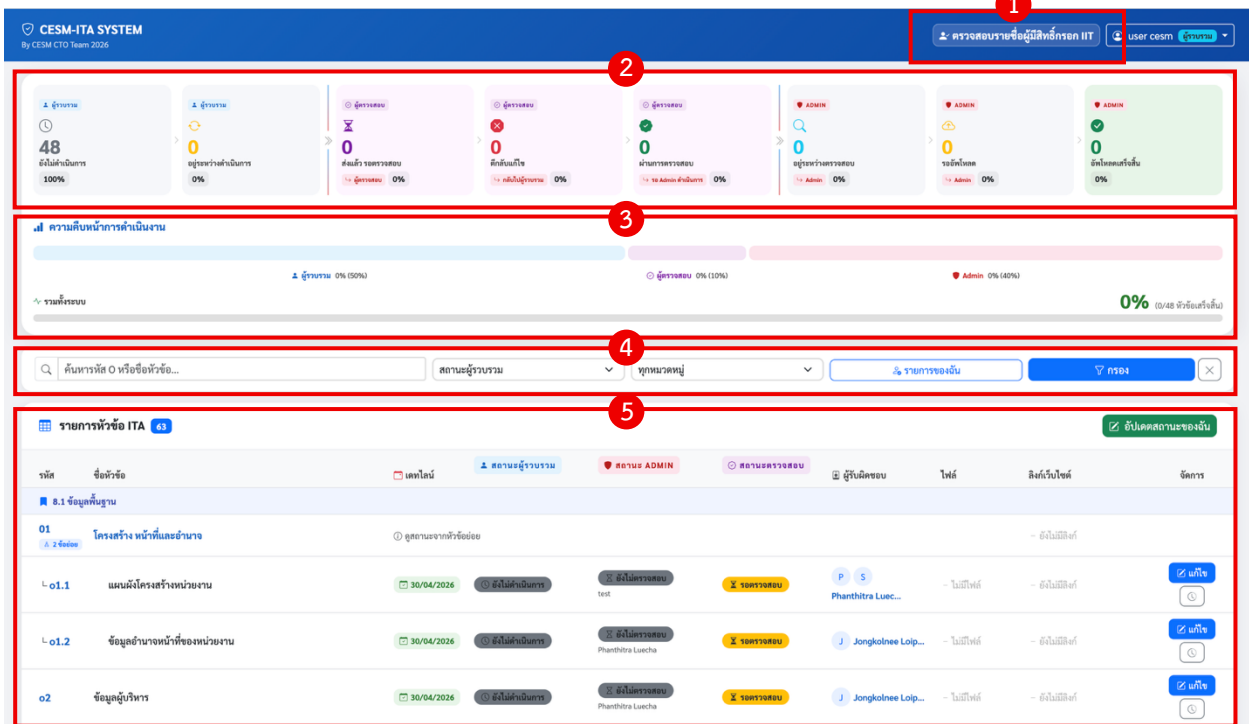 1
CESM-ITA SYSTEM
By CESM CTO Team 2026
ตรวจสอบรายชื่อผู้มีสิทธิ์กรอก IIT
user cesm ผู้รวบรวม
2
ผู้รวบรวม
48
ยังไม่ดำเนินการ
100%
ผู้รวบรวม
0
อยู่ระหว่างดำเนินการ
0%
ผู้ตรวจสอบ
0
ส่งแล้ว รอตรวจสอบ
ผู้ตรวจสอบ 0%
ผู้ตรวจสอบ
0
ตีกลับแก้ไข
กลับไปผู้รวบรวม 0%
ผู้ตรวจสอบ
0
ผ่านการตรวจสอบ
รอ Admin ดำเนินการ 0%
ADMIN
0
อยู่ระหว่างตรวจสอบ
Admin 0%
ADMIN
0
รออัพโหลด
Admin 0%
ADMIN
0
อัพโหลดเสร็จสิ้น
0%
3
ความคืบหน้าการดำเนินงาน
ผู้รวบรวม 0% (50%)
ผู้ตรวจสอบ 0% (10%)
Admin 0% (40%)
รวมทั้งระบบ
0% (0/48 หัวข้อเสร็จสิ้น)
4
ค้นหารหัส O หรือชื่อหัวข้อ...
สถานะผู้รวบรวม
ทุกหมวดหมู่
รายการของฉัน
กรอง
5
รายการหัวข้อ ITA 63
อัปเดตสถานะของฉัน
รหัส ชื่อหัวข้อ เดทไลน์ สถานะผู้รวบรวม สถานะ ADMIN สถานะตรวจสอบ ผู้รับผิดชอบ ไฟล์ ลิงก์เว็บไซต์ จัดการ
8.1 ข้อมูลพื้นฐาน
O1 โครงสร้าง หน้าที่และอำนาจ ดูสถานะจากหัวข้อย่อย – ยังไม่มีลิงก์
2 ข้อย่อย
o1.1 แผนผังโครงสร้างหน่วยงาน 30/04/2026 ยังไม่ดำเนินการ ยังไม่ตรวจสอบ รอตรวจสอบ P S – ไม่มีไฟล์ – ยังไม่มีลิงก์ แก้ไข
test Phanthitra Luec...
o1.2 ข้อมูลอำนาจหน้าที่ของหน่วยงาน 30/04/2026 ยังไม่ดำเนินการ ยังไม่ตรวจสอบ รอตรวจสอบ J Jongkolnee Loip... – ไม่มีไฟล์ – ยังไม่มีลิงก์ แก้ไข
Phanthitra Luecha
o2 ข้อมูลผู้บริหาร 30/04/2026 ยังไม่ดำเนินการ ยังไม่ตรวจสอบ รอตรวจสอบ J Jongkolnee Loip... – ไม่มีไฟล์ – ยังไม่มีลิงก์ แก้ไข
Phanthitra Luecha